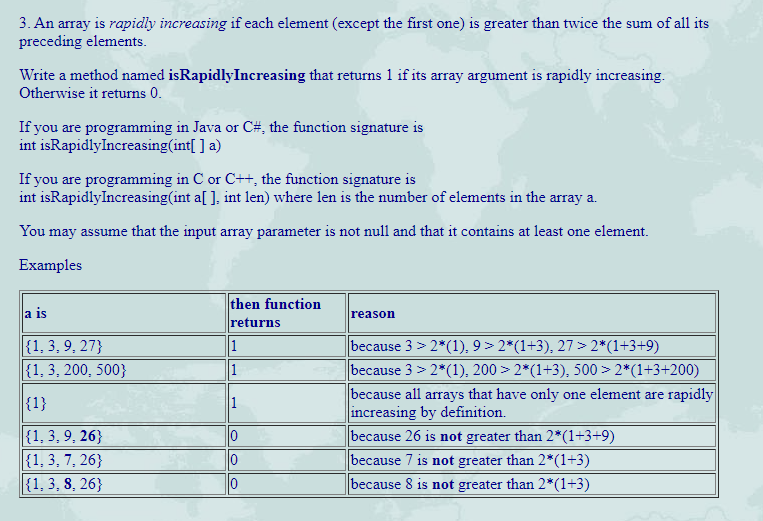 3. An array is rapidly increasing if each element (except the first one) is greater than twice the sum of all its
preceding elements.
Write a method named isRapidlyIncreasing that returns 1 if its array argument is rapidly increasing.
Otherwise it returns 0.
If you are programming in Java or C#, the function signature is
int isRapidlyIncreasing(int[ ] a)
If you are programming in C or C++, the function signature is
int isRapidlyIncreasing(int a[ ], int len) where len is the number of elements in the array a.
You may assume that the input array parameter is not null and that it contains at least one element.
Examples
a is
then function
returns
reason
{1, 3, 9, 27}
1
because 3 > 2*(1), 9 > 2*(1+3), 27 > 2*(1+3+9)
{1, 3, 200, 500}
1
because 3 > 2*(1), 200 > 2*(1+3), 500 > 2*(1+3+200)
{1}
1
because all arrays that have only one element are rapidly
increasing by definition.
{1, 3, 9, 26}
0
because 26 is not greater than 2*(1+3+9)
{1, 3, 7, 26}
0
because 7 is not greater than 2*(1+3)
{1, 3, 8, 26}
0
because 8 is not greater than 2*(1+3)